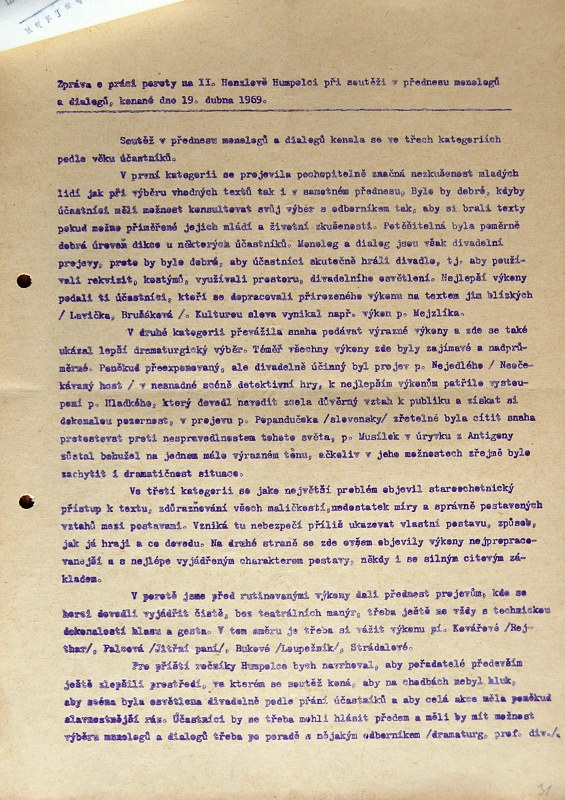 Zpráva o práci poroty na II. Henzlově Humpolci při soutěži v přednesu monologů
a dialogů, konané dne 19. dubna 1969.
Soutěž v přednesu monologů a dialogů konala se ve třech kategoriích
podle věku účastníků.
V první kategorii se projevila pochopitelně značná nezkušenost mladých
lidí jak při výběru vhodných textů tak i v samotném přednesu. Bylo by dobré, kdyby
účastníci měli možnost konsultovat svůj výběr s odborníkem tak, aby si brali texty
pokud možno přiměřené jejich mládí a životní zkušenosti. Potěšitelná byla poměrně
dobrá úroveň dikce u některých účastníků. Monolog a dialog jsou však divadelní
projevy, proto by bylo dobré, aby účastníci skutečně hráli divadlo, tj. aby použí-
vali rekvizit, kostýmů, využívali prostoru, divadelního osvětlení. Nejlepší výkony
podali ti účastníci, kteří se dopracovali přirozeného výkonu na textem jim blízkých
/ Lavička, Brušáková /. Kulturou slova vynikal např. výkon p. Mejzlíka.
V druhé kategorii převážila snaha podávat výrazné výkony a zde se také
ukázal lepší dramaturgický výběr. Téměř všechny výkony zde byly zajímavé a nadprů-
měrné. Poněkud přeexponovaný, ale divadelně účinný byl projev p. Nejedlého / Neoče-
kávaný host / v nesnadné scéně detektivní hry, k nejlepším výkonům patřilo vystou-
pení p. Hladkého, který dovedl navodit zcela důvěrný vztah k publiku a získat si
dokonalou pozornost, v projevu p. Popandučeka /slovensky/ zřetelně byla cítit snaha
protestovat proti nespravedlnostem tohoto světa, p. Musílek v úryvku z Antigony
zůstal bohužel na jednom málo výrazném tónu, ačkoliv v jeho možnostech zřejmě bylo
zachytit i dramatičnost situace.
Ve třetí kategorii se jako největší problém objevil staroochotnický
přístup k textu, zdůrazňování všech maličkostí, nedostatek míry a správně postavených
vztahů mezi postavami. Vzniká tu nebezpečí příliš ukazovat vlastní postavu, způsob,
jak já hraji a co dovedu. Na druhé straně se zde ovšem objevily výkony nejpropraco-
vanější a s nejlépe vyjádřeným charakterem postavy, někdy i se silným citovým zá-
kladem.
V porotě jsme před rutinovanými výkony dali přednost projevům, kde se
herci dovedli vyjádřit čistě, bez teatrálních manýr, třeba ještě ne vždy s technickou
dokonalostí hlasu a gesta. V tom směru je třeba si vážit výkonu pí. Kovářové /Rej-
thar/, Palcová /Jitřní paní/, Bukové /Loupežník/, Strádalové.
Pro příští ročníky Humpolce bych navrhoval, aby pořadatelé především
ještě zlepšili prostředí, ve kterém se soutěž koná, aby na chodbách nebyl hluk,
aby scéna byla osvětlena divadelně podle přání účastníků a aby celá akce měla poněkud
slavnostnější ráz. Účastníci by se třeba mohli hlásit předem a měli by mít možnost
výběru monologů a dialogů třeba po poradě s nějakým odborníkem /dramaturg, prof. div./.
31